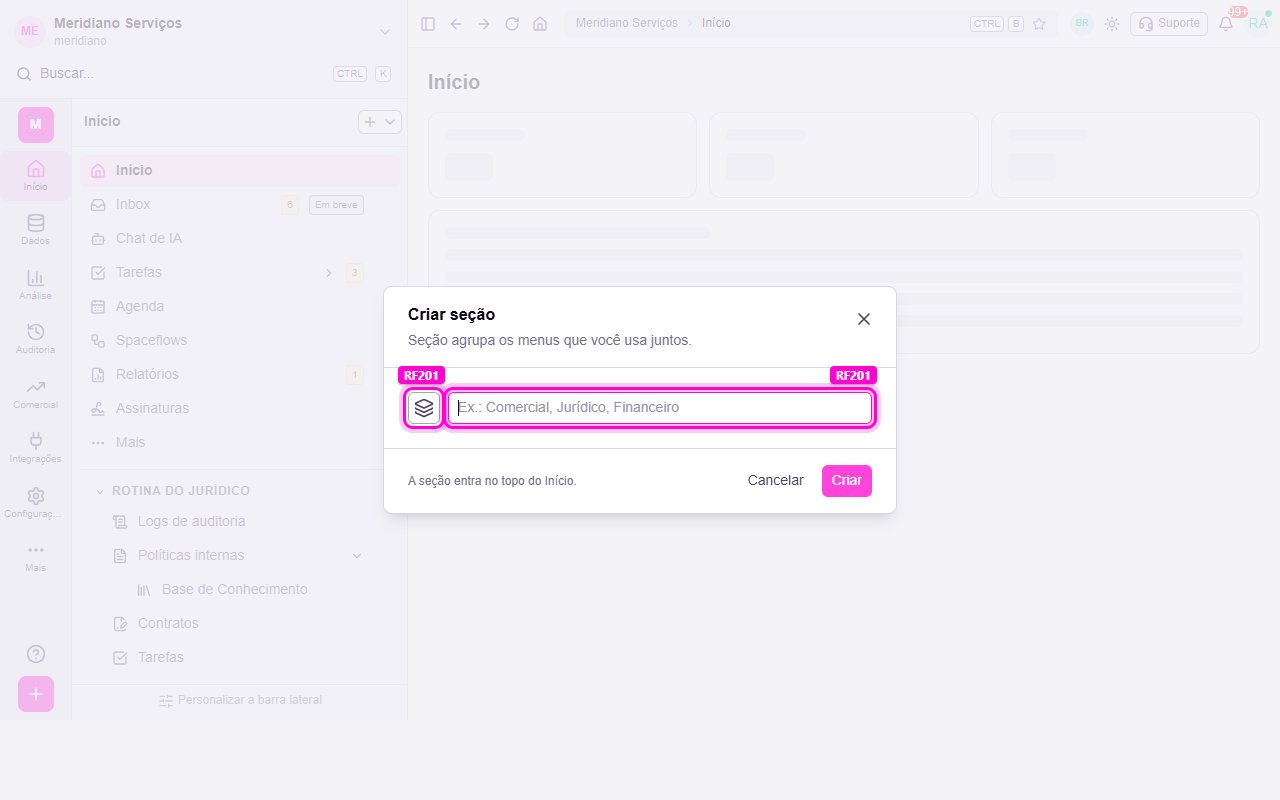 ME
Meridiano Serviços
meridiano
Buscar...
CTRL
K
M
Início
Dados
Análise
Auditoria
Comercial
Integrações
Configuraç...
Mais
Início
Início
Inbox
6
Em breve
Chat de IA
Tarefas
3
Agenda
Spaceflows
Relatórios
1
Assinaturas
Mais
ROTINA DO JURÍDICO
Logs de auditoria
Políticas internas
Base de Conhecimento
Contratos
Tarefas
Personalizar a barra lateral
Meridiano Serviços
Início
CTRL
B
BR
Suporte
99+
RA
Início
Criar seção
Seção agrupa os menus que você usa juntos.
RF201
RF201
Ex.: Comercial, Jurídico, Financeiro
A seção entra no topo do Início.
Cancelar
Criar